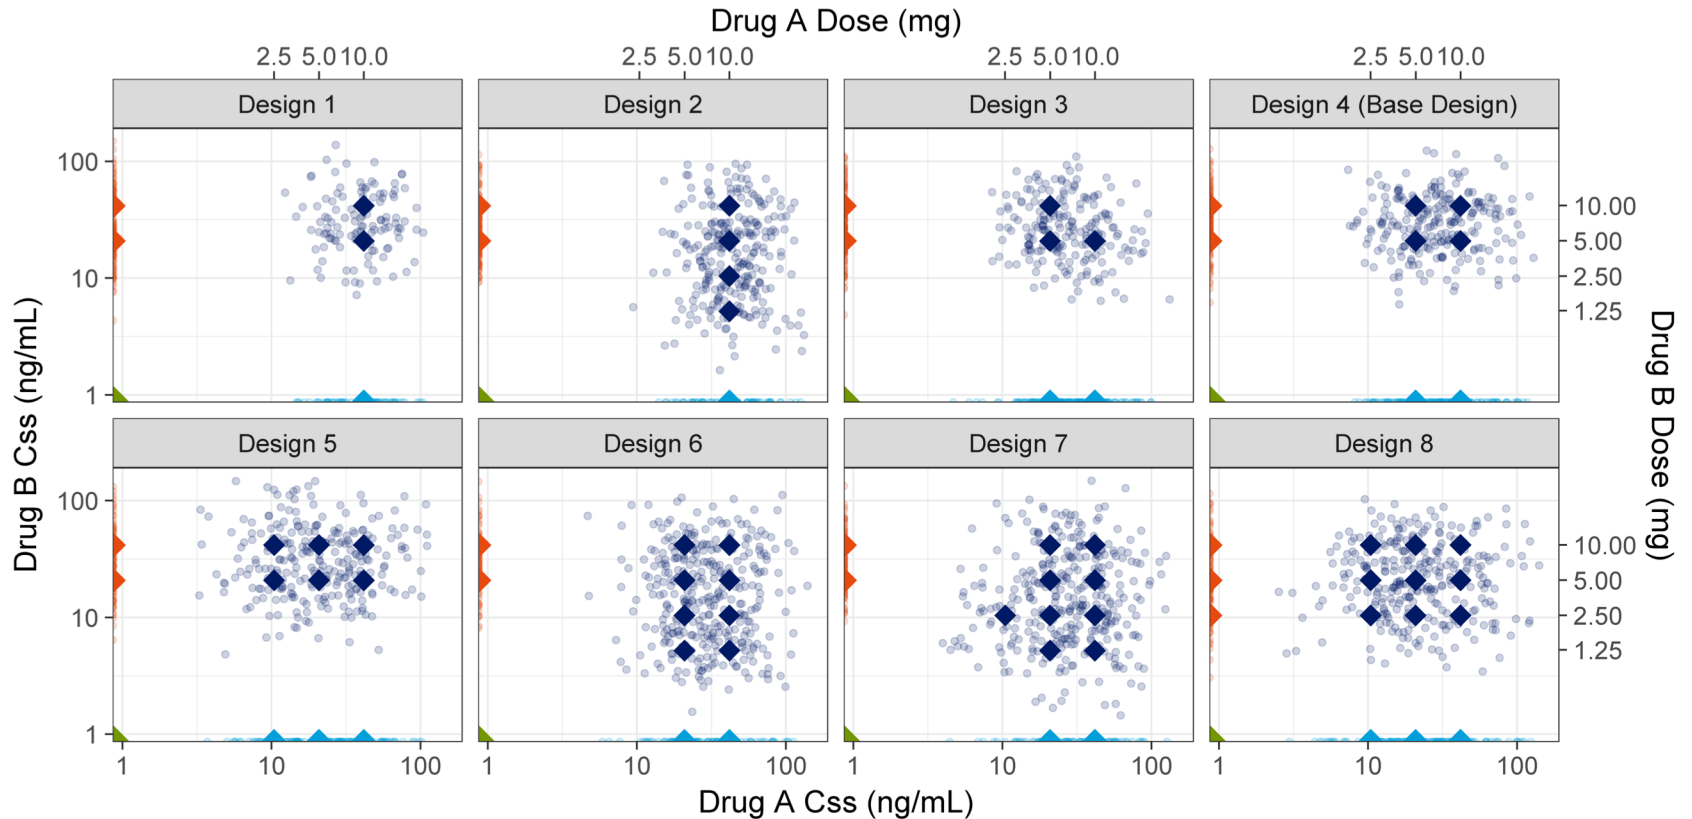 Drug A Dose (mg)
2.5 5.0 10.0 2.5 5.0 10.0 2.5 5.0 10.0 2.5 5.0 10.0
Design 1 Design 2 Design 3 Design 4 (Base Design)
100
10
1
10.00
5.00
2.50
1.25
Drug B Css (ng/mL)
Drug B Dose (mg)
Design 5 Design 6 Design 7 Design 8
100
10
1
10.00
5.00
2.50
1.25
1 10 100 1 10 100 1 10 100 1 10 100
Drug A Css (ng/mL)